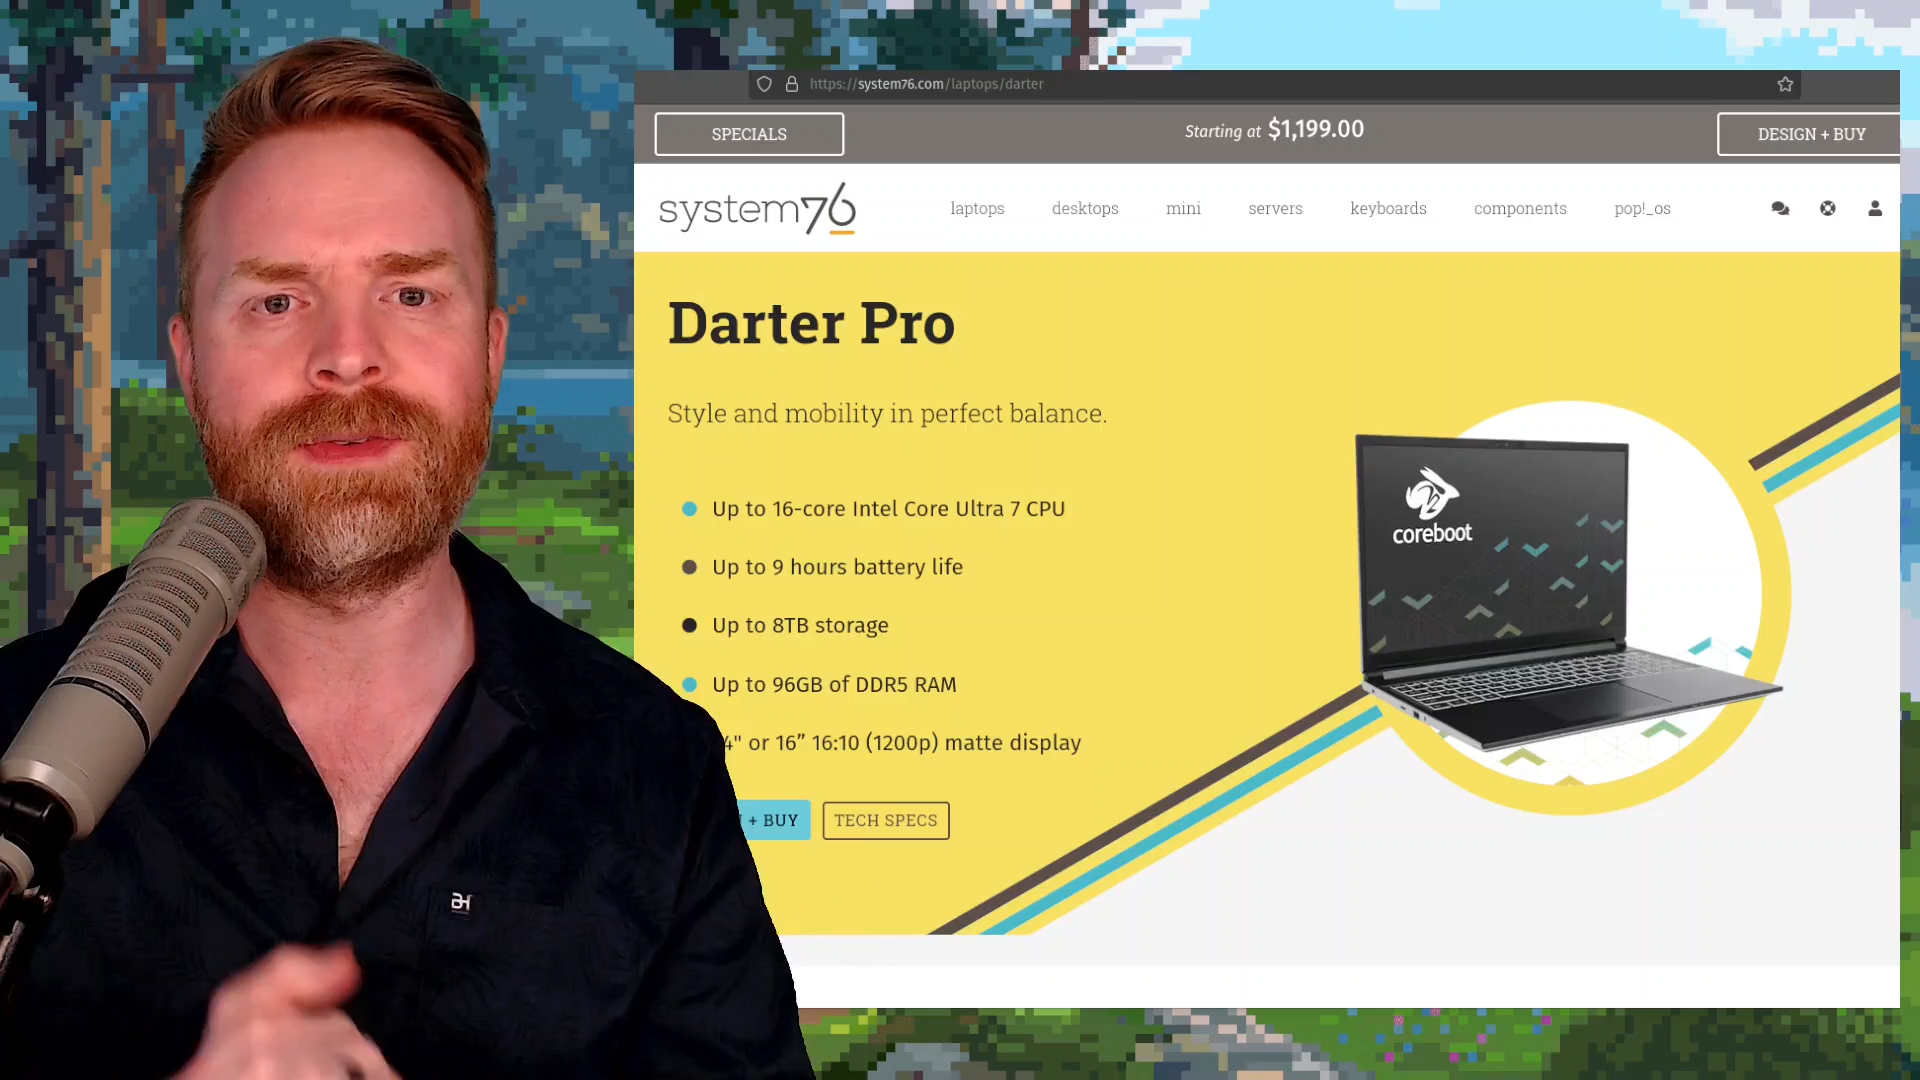 https://system76.com/laptops/darter
SPECIALS
Starting at $1,199.00
DESIGN + BUY
system76
laptops
desktops
mini
servers
keyboards
components
pop!_os
Darter Pro
Style and mobility in perfect balance.
Up to 16-core Intel Core Ultra 7 CPU
Up to 9 hours battery life
Up to 8TB storage
Up to 96GB of DDR5 RAM
4" or 16” 16:10 (1200p) matte display
+ BUY
TECH SPECS
coreboot